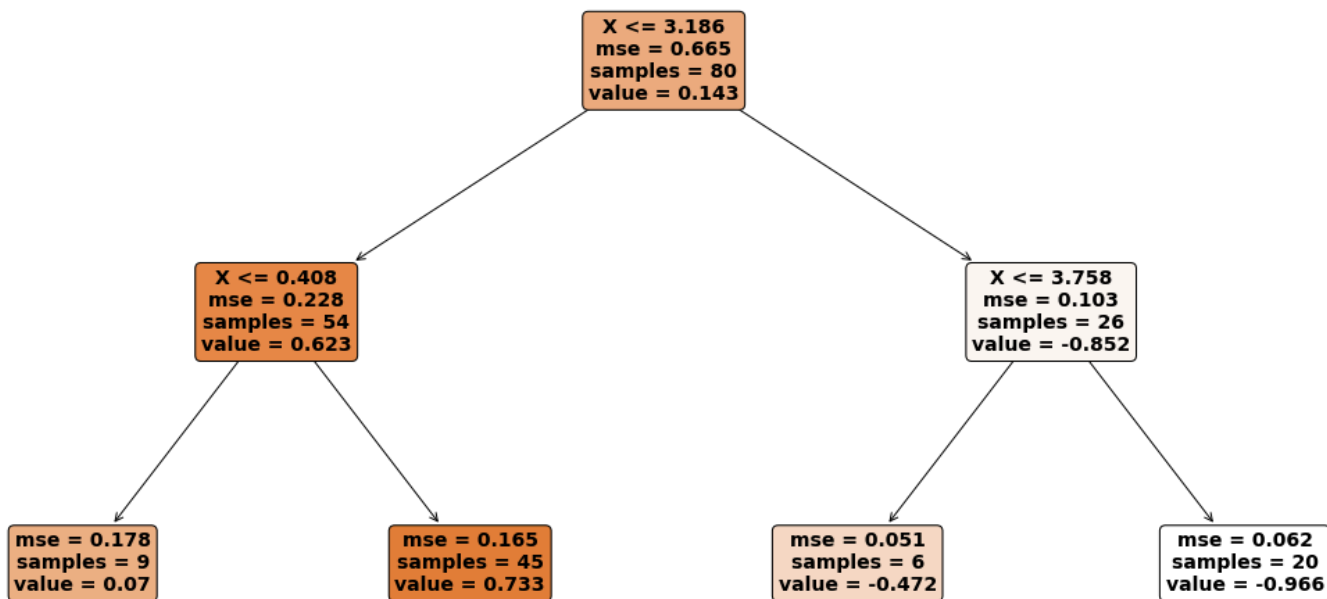 X <= 3.186
mse = 0.665
samples = 80
value = 0.143
X <= 0.408
mse = 0.228
samples = 54
value = 0.623
X <= 3.758
mse = 0.103
samples = 26
value = -0.852
mse = 0.178
samples = 9
value = 0.07
mse = 0.165
samples = 45
value = 0.733
mse = 0.051
samples = 6
value = -0.472
mse = 0.062
samples = 20
value = -0.966